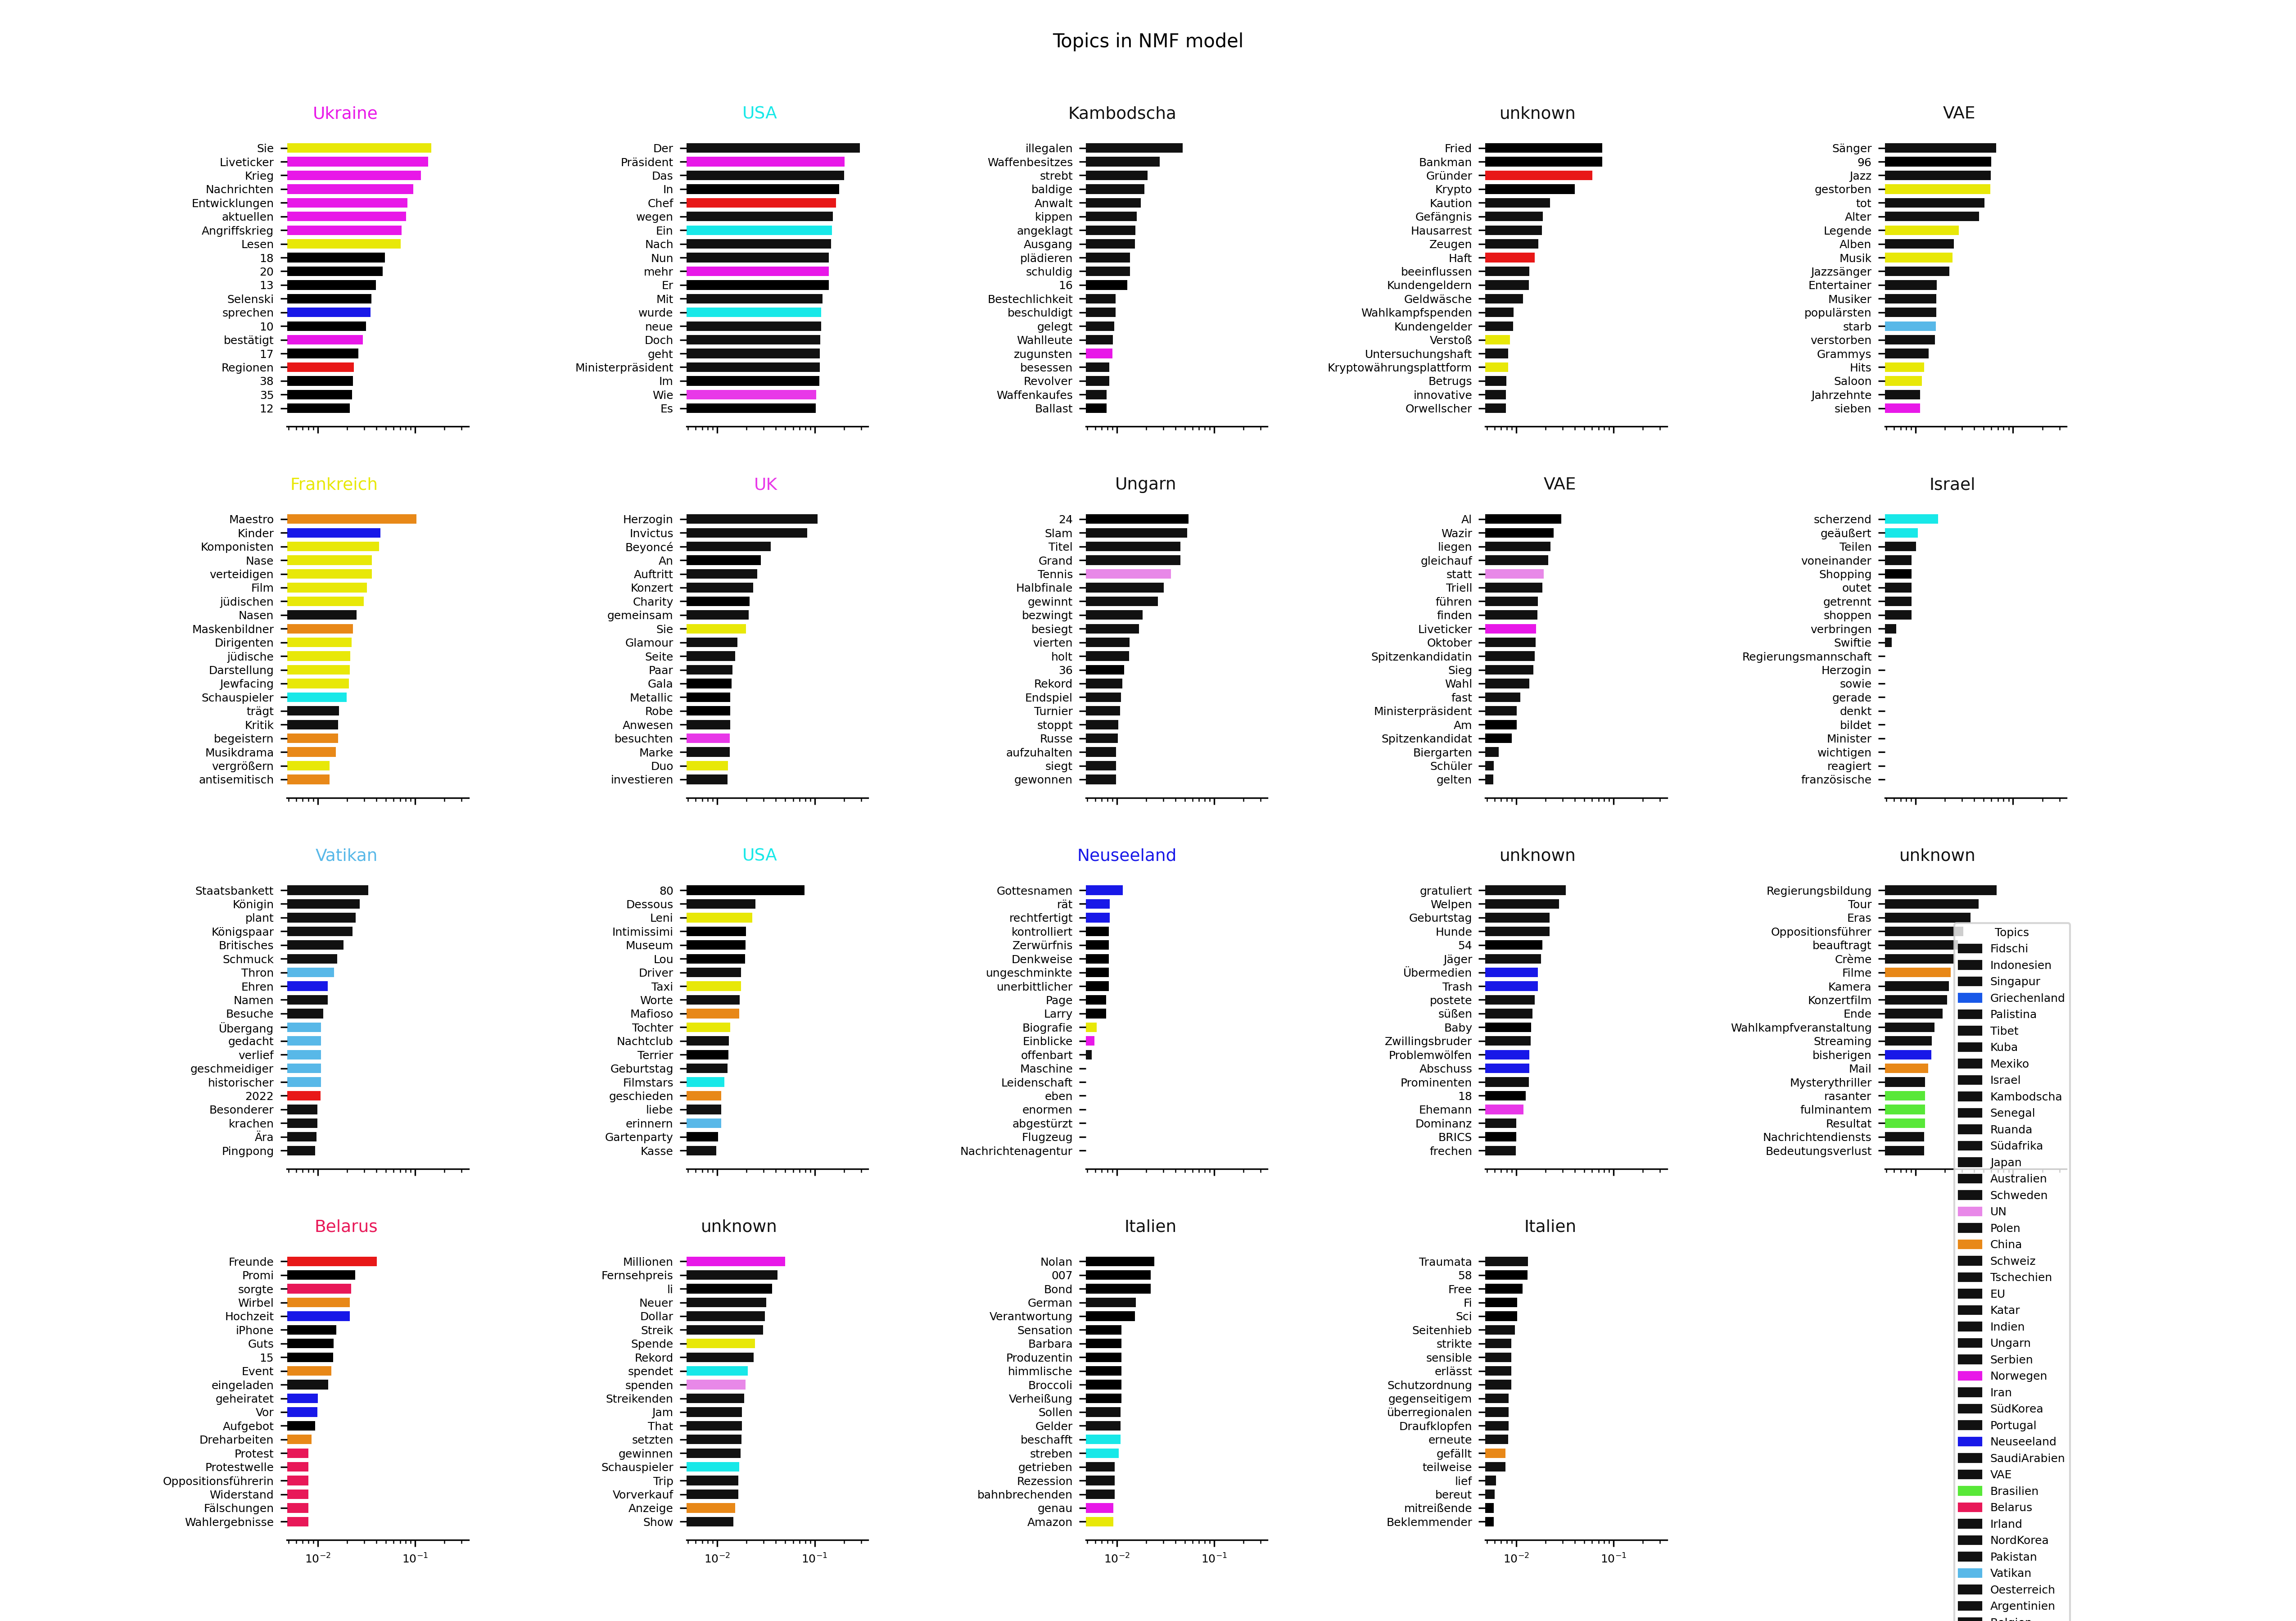 Topics in NMF model
Ukraine
Sie
Liveticker
Krieg
Nachrichten
Entwicklungen
aktuellen
Angriffskrieg
Lesen
18
20
13
Selenski
sprechen
10
bestätigt
17
Regionen
38
35
12
USA
Der
Präsident
Das
In
Chef
wegen
Ein
Nach
Nun
mehr
Er
Mit
wurde
neue
Doch
geht
Ministerpräsident
Im
Wie
Es
Kambodscha
illegalen
Waffenbesitzes
strebt
baldige
Anwalt
kippen
angeklagt
Ausgang
plädieren
schuldig
16
Bestechlichkeit
beschuldigt
gelegt
Wahlleute
zugunsten
besessen
Revolver
Waffenkaufes
Ballast
unknown
Fried
Bankman
Gründer
Krypto
Kaution
Gefängnis
Hausarrest
Zeugen
Haft
beeinflussen
Kundengeldern
Geldwäsche
Wahlkampfspenden
Kundengelder
Verstoß
Untersuchungshaft
Kryptowährungsplattform
Betrugs
innovative
Orwellscher
VAE
Sänger
96
Jazz
gestorben
tot
Alter
Legende
Alben
Musik
Jazzsänger
Entertainer
Musiker
populärsten
starb
verstorben
Grammys
Hits
Saloon
Jahrzehnte
sieben
Frankreich
Maestro
Kinder
Komponisten
Nase
verteidigen
Film
jüdischen
Nasen
Maskenbildner
Dirigenten
jüdische
Darstellung
Jewfacing
Schauspieler
trägt
Kritik
begeistern
Musikdrama
vergrößern
antisemitisch
UK
Herzogin
Invictus
Beyoncé
An
Auftritt
Konzert
Charity
gemeinsam
Sie
Glamour
Seite
Paar
Gala
Metallic
Robe
Anwesen
besuchten
Marke
Duo
investieren
Ungarn
24
Slam
Titel
Grand
Tennis
Halbfinale
gewinnt
bezwingt
besiegt
vierten
holt
36
Rekord
Endspiel
Turnier
stoppt
Russe
aufzuhalten
siegt
gewonnen
VAE
Al
Wazir
liegen
gleichauf
statt
Triell
führen
finden
Liveticker
Oktober
Spitzenkandidatin
Sieg
Wahl
fast
Ministerpräsident
Am
Spitzenkandidat
Biergarten
Schüler
gelten
Israel
scherzend
geäußert
Teilen
voneinander
Shopping
outet
getrennt
shoppen
verbringen
Swiftie
Regierungsmannschaft
Herzogin
sowie
gerade
denkt
bildet
Minister
wichtigen
reagiert
französische
Vatikan
Staatsbankett
Königin
plant
Königspaar
Britisches
Schmuck
Thron
Ehren
Namen
Besuche
Übergang
gedacht
verlief
geschmeidiger
historischer
2022
Besonderer
krachen
Ära
Pingpong
USA
80
Dessous
Leni
Intimissimi
Museum
Lou
Driver
Taxi
Worte
Mafioso
Tochter
Nachtclub
Terrier
Geburtstag
Filmstars
geschieden
liebe
erinnern
Gartenparty
Kasse
Neuseeland
Gottesnamen
rät
rechtfertigt
kontrolliert
Zerwürfnis
Denkweise
ungeschminkte
unerbittlicher
Page
Larry
Biografie
Einblicke
offenbart
Maschine
Leidenschaft
eben
enormen
abgestürzt
Flugzeug
Nachrichtenagentur
unknown
gratuliert
Welpen
Geburtstag
Hunde
54
Jäger
Übermedien
Trash
postete
süßen
Baby
Zwillingsbruder
Problemwölfen
Abschuss
Prominenten
18
Ehemann
Dominanz
BRICS
frechen
unknown
Regierungsbildung
Tour
Eras
Oppositionsführer
beauftragt
Crème
Filme
Kamera
Konzertfilm
Ende
Wahlkampfveranstaltung
Streaming
bisherigen
Mail
Mysterythriller
rasanter
fulminantem
Resultat
Nachrichtendiensts
Bedeutungsverlust
Belarus
Freunde
Promi
sorgte
Wirbel
Hochzeit
iPhone
Guts
15
Event
eingeladen
geheiratet
Vor
Aufgebot
Dreharbeiten
Protest
Protestwelle
Oppositionsführerin
Widerstand
Fälschungen
Wahlergebnisse
10⁻² 10⁻¹
unknown
Millionen
Fernsehpreis
li
Neuer
Dollar
Streik
Spende
Rekord
spendet
spenden
Streikenden
Jam
That
setzten
gewinnen
Schauspieler
Trip
Vorverkauf
Anzeige
Show
10⁻² 10⁻¹
Italien
Nolan
007
Bond
German
Verantwortung
Sensation
Barbara
Produzentin
himmlische
Broccoli
Verheißung
Sollen
Gelder
beschafft
streben
getrieben
Rezession
bahnbrechenden
genau
Amazon
10⁻² 10⁻¹
Italien
Traumata
58
Free
Fi
Sci
Seitenhieb
strikte
sensible
erlässt
Schutzordnung
gegenseitigem
überregionalen
Draufklopfen
erneute
gefällt
teilweise
lief
bereut
mitreißende
Beklemmender
10⁻² 10⁻¹
Topics
Fidschi
Indonesien
Singapur
Griechenland
Palistina
Tibet
Kuba
Mexiko
Israel
Kambodscha
Senegal
Ruanda
Südafrika
Japan
Australien
Schweden
UN
Polen
China
Schweiz
Tschechien
EU
Katar
Indien
Ungarn
Serbien
Norwegen
Iran
SüdKorea
Portugal
Neuseeland
SaudiArabien
VAE
Brasilien
Belarus
Irland
NordKorea
Pakistan
Vatikan
Oesterreich
Argentinien